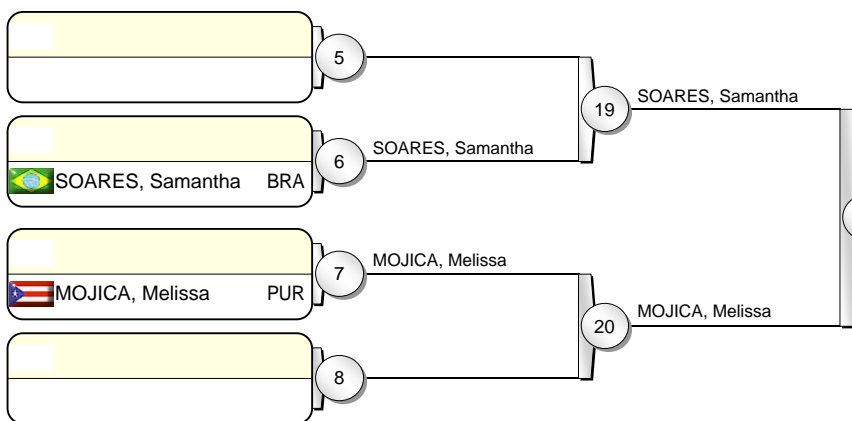 5
19
SOARES, Samantha
6
SOARES, Samantha
SOARES, Samantha BRA
7
MOJICA, Melissa
MOJICA, Melissa PUR
20
MOJICA, Melissa
8